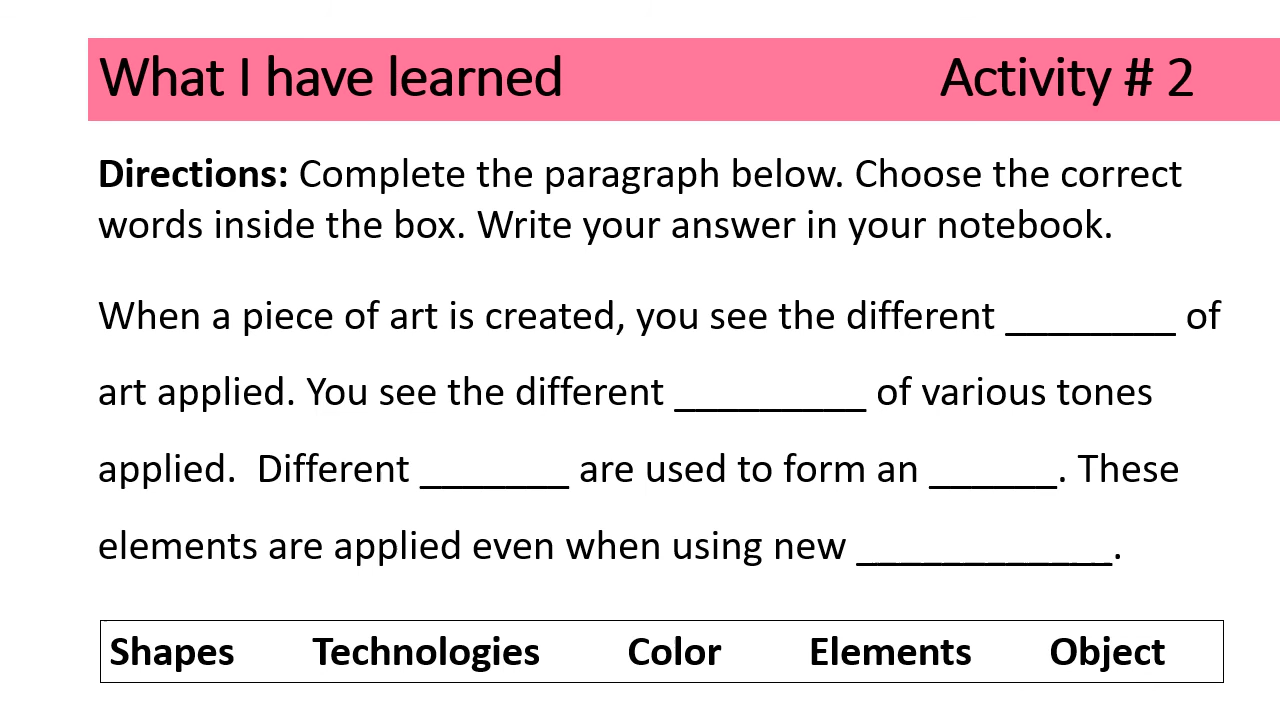 What I have learned Activity # 2
Directions: Complete the paragraph below. Choose the correct
words inside the box. Write your answer in your notebook.
When a piece of art is created, you see the different ________ of
art applied. You see the different _________ of various tones
applied.  Different _______ are used to form an ______. These
elements are applied even when using new ____________.
Shapes Technologies Color Elements Object